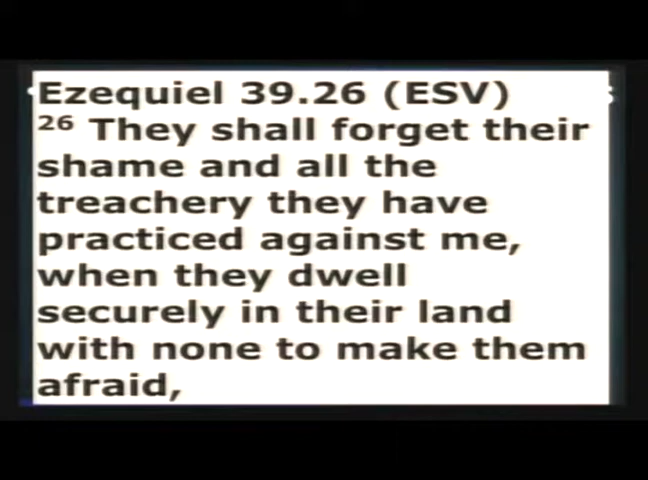 Ezequiel 39.26 (ESV)
26 They shall forget their
shame and all the
treachery they have
practiced against me,
when they dwell
securely in their land
with none to make them
afraid,